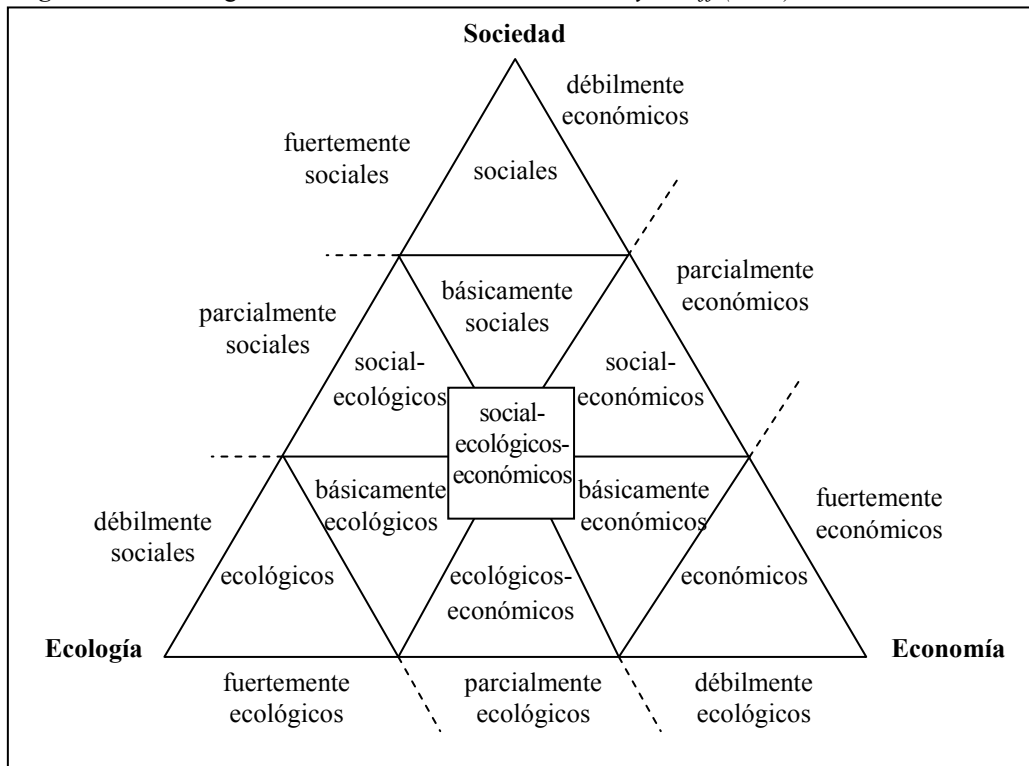 Sociedad
débilmente
económicos
fuertemente
sociales
sociales
parcialmente
económicos
básicamente
sociales
parcialmente
sociales
social-
ecológicos
social-
económicos
social-
ecológicos-
económicos
básicamente
ecológicos
básicamente
económicos
fuertemente
económicos
débilmente
sociales
ecológicos
ecológicos-
económicos
económicos
Ecología
Economía
fuertemente
ecológicos
parcialmente
ecológicos
débilmente
ecológicos